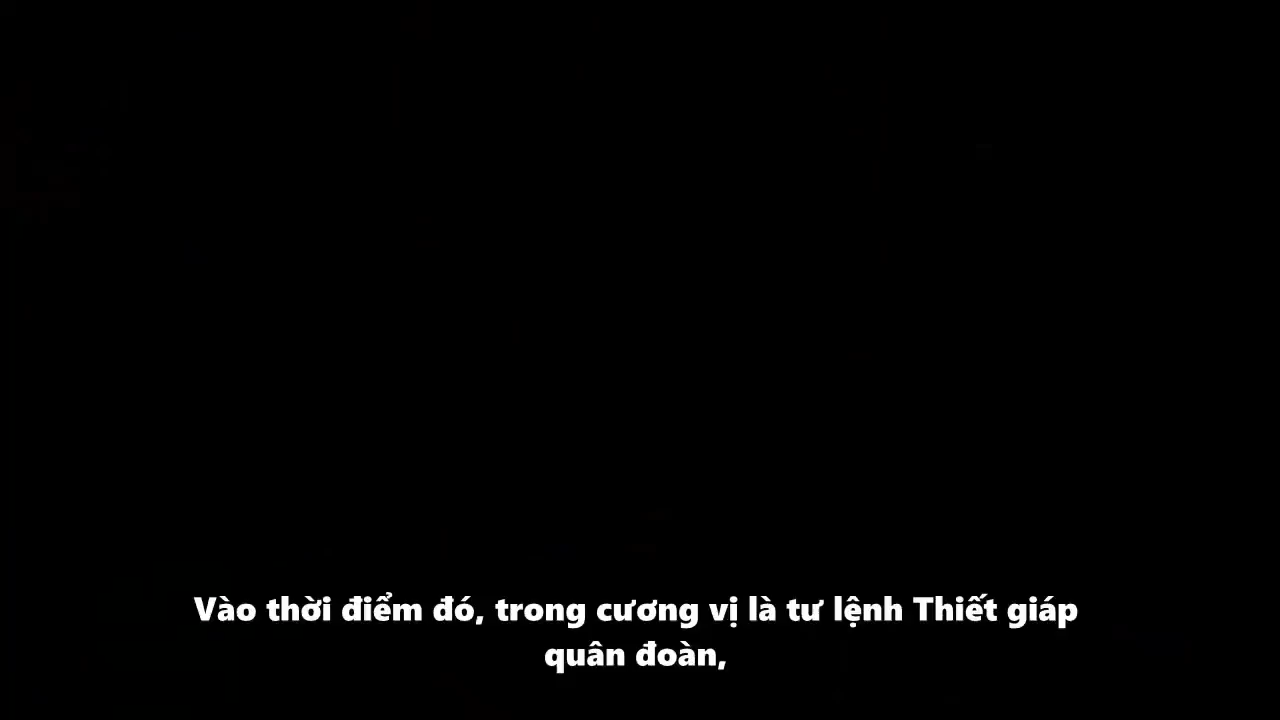 Vào thời điểm đó, trong cương vị là tư lệnh Thiết giáp
quân đoàn,